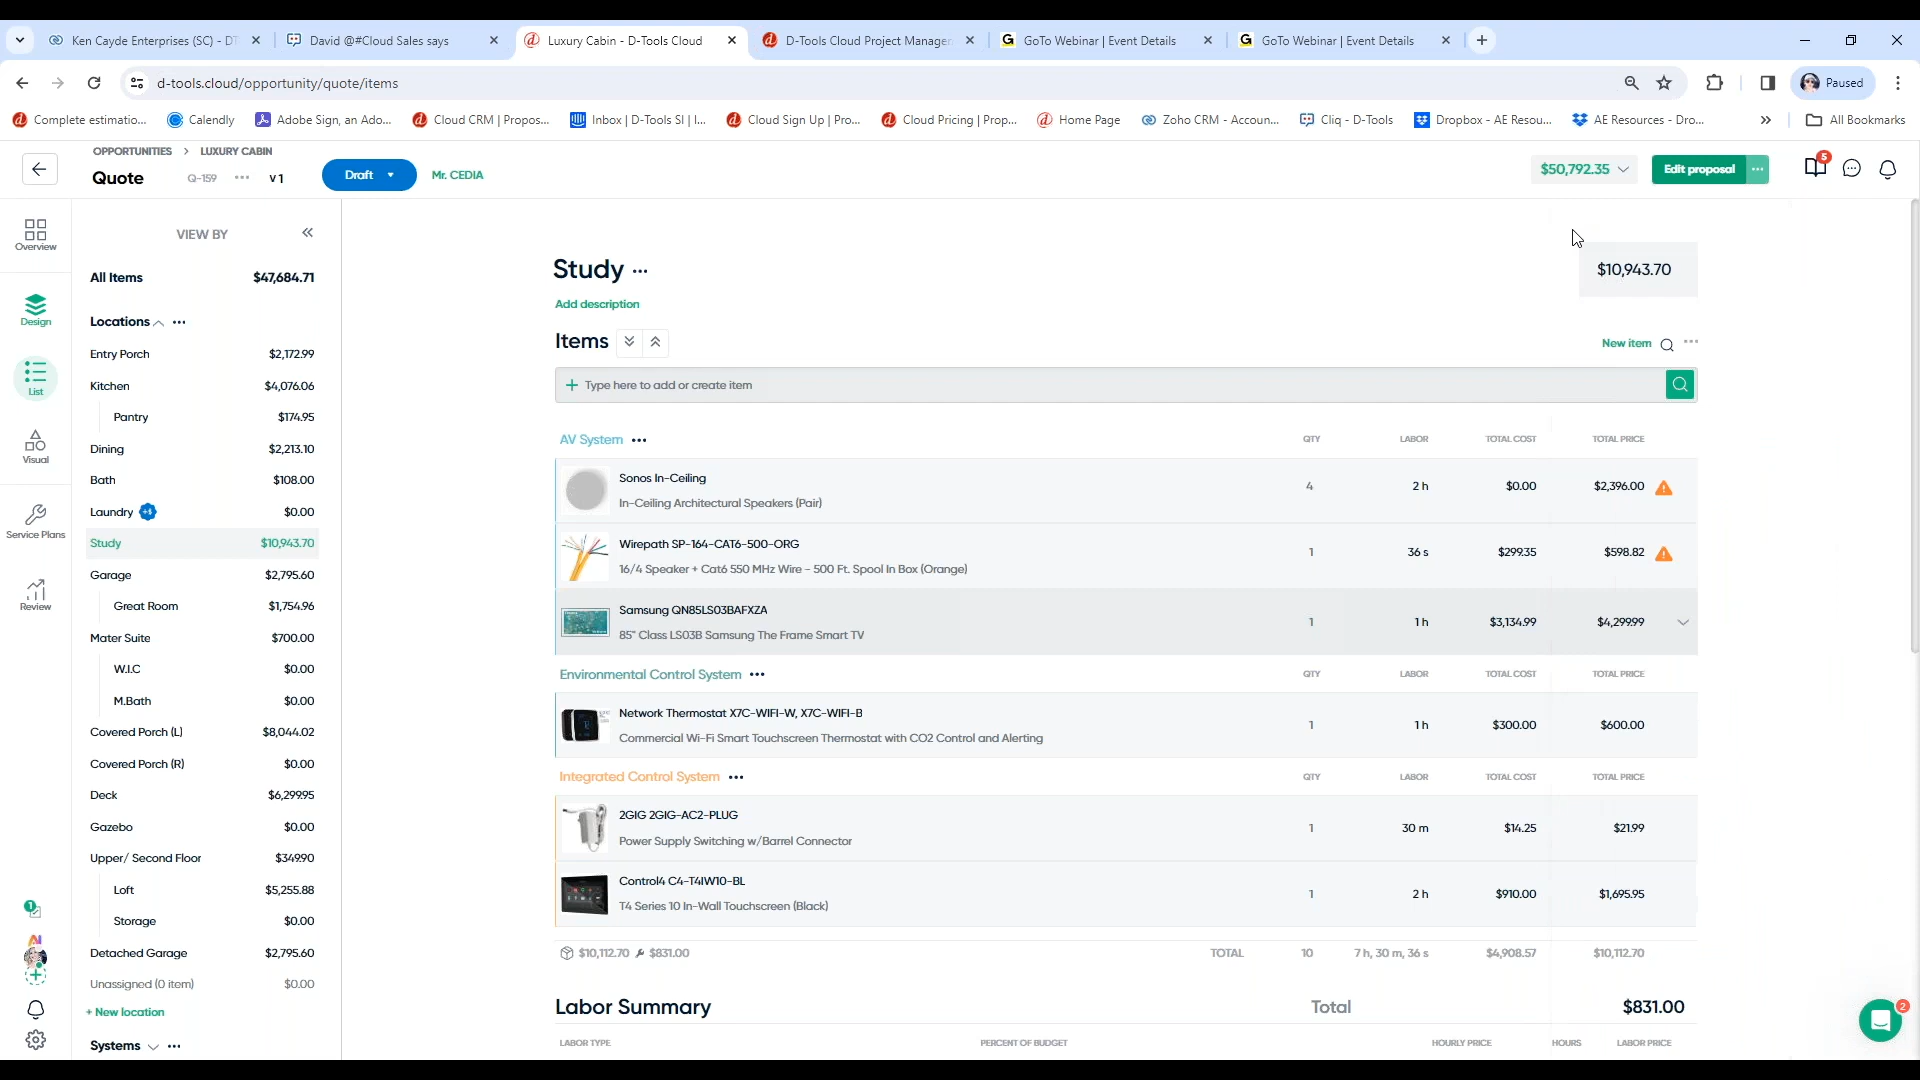 Ken Cayde Enterprises (SC) - DT
David @#Cloud Sales says
Luxury Cabin - D-Tools Cloud
D-Tools Cloud Project Manager
GoTo Webinar | Event Details
GoTo Webinar | Event Details
d-tools.cloud/opportunity/quote/items
Paused
Complete estimatio...
Calendly
Adobe Sign, an Ado...
Cloud CRM | Propos...
Inbox | D-Tools SI | I...
Cloud Sign Up | Pro...
Cloud Pricing | Prop...
Home Page
Zoho CRM - Accoun...
Cliq - D-Tools
Dropbox - AE Resou...
AE Resources - Dro...
All Bookmarks
OPPORTUNITIES > LUXURY CABIN
Quote Q-159 ... V 1
Draft
Mr. CEDIA
$50,792.35
Edit proposal ...
5
Overview
Design
List
Visual
Service Plans
Review
1
AI
VIEW BY
All Items $47,684.71
Locations ...
Entry Porch $2,172.99
Kitchen $4,076.06
Pantry $174.95
Dining $2,213.10
Bath $108.00
Laundry +$ $0.00
Study $10,943.70
Garage $2,795.60
Great Room $1,754.96
Mater Suite $700.00
W.I.C $0.00
M.Bath $0.00
Covered Porch (L) $8,044.02
Covered Porch (R) $0.00
Deck $6,299.95
Gazebo $0.00
Upper/ Second Floor $349.90
Loft $5,255.88
Storage $0.00
Detached Garage $2,795.60
Unassigned (0 item) $0.00
+ New location
Systems ...
Study ...
$10,943.70
Add description
Items
New item ...
+ Type here to add or create item
AV System ... QTY LABOR TOTAL COST TOTAL PRICE
Sonos In-Ceiling
In-Ceiling Architectural Speakers (Pair)
4 2 h $0.00 $2,396.00
Wirepath SP-164-CAT6-500-ORG
16/4 Speaker + Cat6 550 MHz Wire - 500 Ft. Spool In Box (Orange)
1 36 s $299.35 $598.82
Samsung QN85LS03BAFXZA
85" Class LS03B Samsung The Frame Smart TV
1 1 h $3,134.99 $4,299.99
Environmental Control System ... QTY LABOR TOTAL COST TOTAL PRICE
Network Thermostat X7C-WIFI-W, X7C-WIFI-B
Commercial Wi-Fi Smart Touchscreen Thermostat with CO2 Control and Alerting
1 1 h $300.00 $600.00
Integrated Control System ... QTY LABOR TOTAL COST TOTAL PRICE
2GIG 2GIG-AC2-PLUG
Power Supply Switching w/Barrel Connector
1 30 m $14.25 $21.99
Control4 C4-T4IW10-BL
T4 Series 10 In-Wall Touchscreen (Black)
1 2 h $910.00 $1,695.95
$10,112.70 $831.00 TOTAL 10 7 h, 30 m, 36 s $4,908.57 $10,112.70
Labor Summary Total $831.00
LABOR TYPE PERCENT OF BUDGET HOURLY PRICE HOURS LABOR PRICE
2